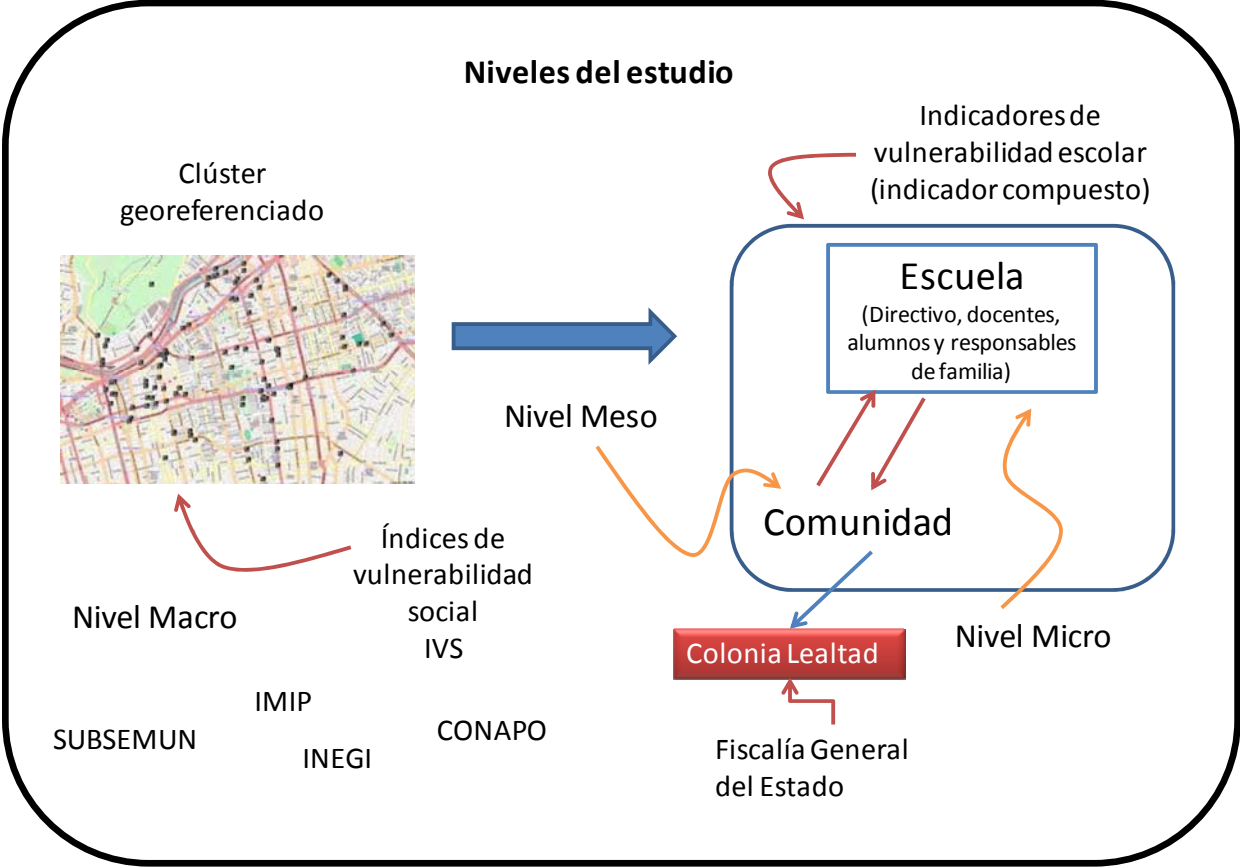 Niveles del estudio
Clúster
georeferenciado
Indicadores de
vulnerabilidad escolar
(indicador compuesto)
Escuela
(Directivo, docentes,
alumnos y responsables
de familia)
Nivel Meso
Comunidad
Índices de
vulnerabilidad
social
IVS
Nivel Macro
Colonia Lealtad
Nivel Micro
IMIP
SUBSEMUN
INEGI
CONAPO
Fiscalía General
del Estado